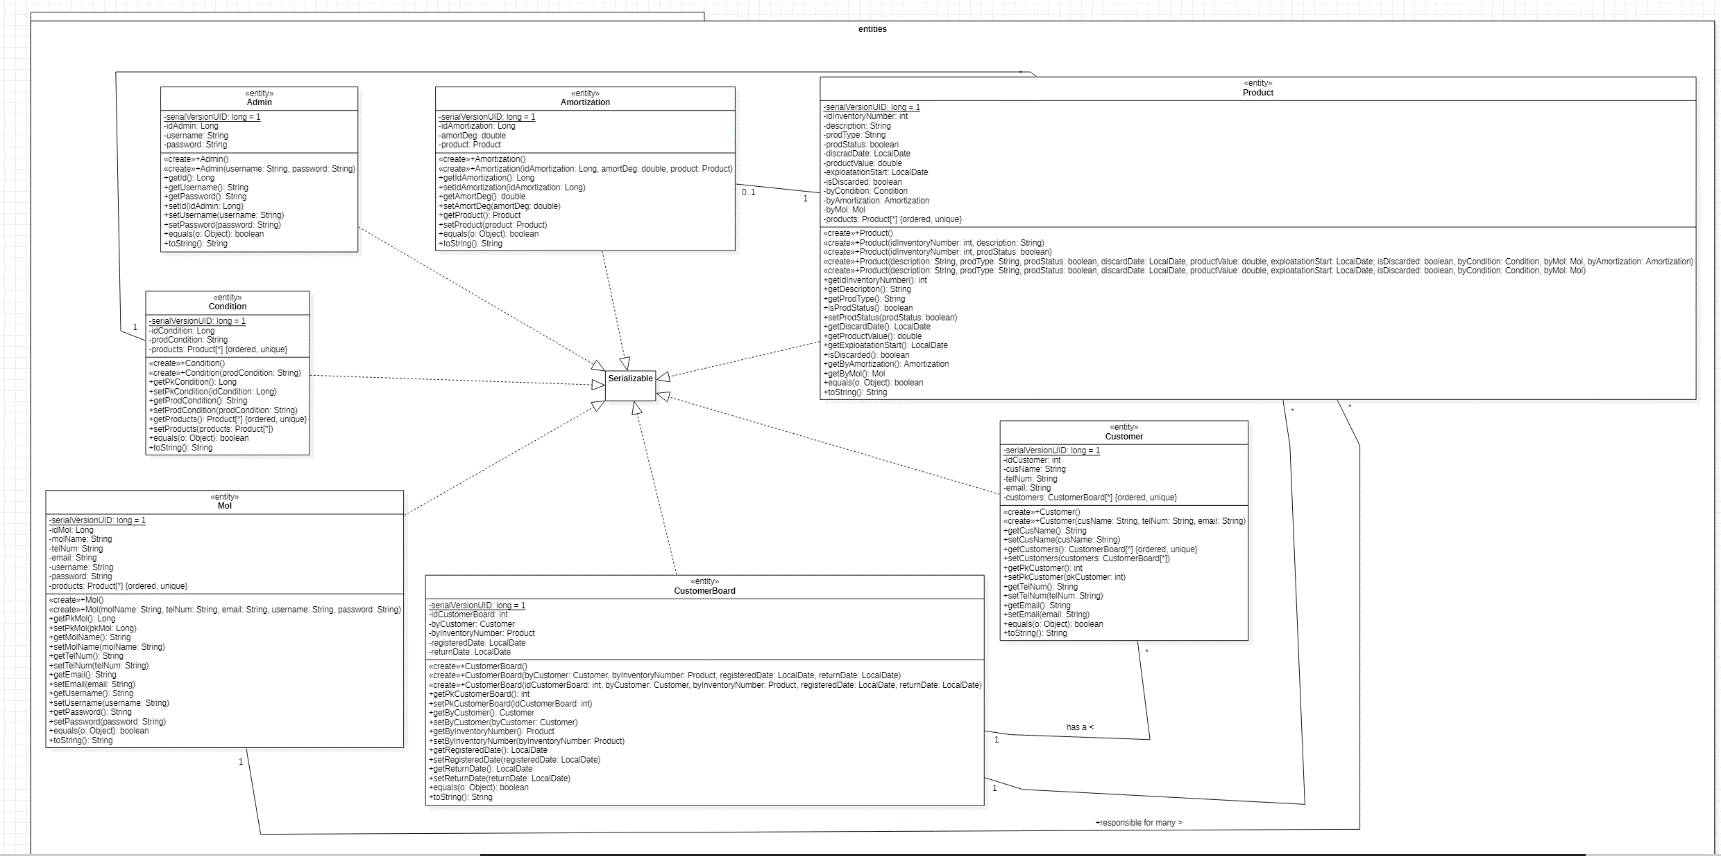 entities
«entity»
Admin
-serialVersionUID: long = 1
-idAdmin: Long
-username: String
-password: String
«create»+Admin()
«create»+Admin(username: String, password: String)
+getId(): Long
+getUsername(): String
+getPassword(): String
+setId(idAdmin: Long)
+setUsername(username: String)
+setPassword(password: String)
+equals(o: Object): boolean
+toString(): String
«entity»
Amortization
-serialVersionUID: long = 1
-idAmortization: Long
-amortDeg: double
-product: Product
«create»+Amortization()
«create»+Amortization(idAmortization: Long, amortDeg: double, product: Product)
+getIdAmortization(): Long
+setIdAmortization(idAmortization: Long)
+getAmortDeg(): double
+setAmortDeg(amortDeg: double)
+getProduct(): Product
+setProduct(product: Product)
+equals(o: Object): boolean
+toString(): String
0..1
1
*
«entity»
Product
-serialVersionUID: long = 1
-idInventoryNumber: int
-description: String
-prodType: String
-prodStatus: boolean
-discradDate: LocalDate
-productValue: double
-exploatationStart: LocalDate
-isDiscarded: boolean
-byCondition: Condition
-byAmortization: Amortization
-byMol: Mol
-products: Product[*] {ordered, unique}
«create»+Product()
«create»+Product(idInventoryNumber: int, description: String)
«create»+Product(idInventoryNumber: int, prodStatus: boolean)
«create»+Product(description: String, prodType: String, prodStatus: boolean, discardDate: LocalDate, productValue: double, exploatationStart: LocalDate, isDiscarded: boolean, byCondition: Condition, byMol: Mol, byAmortization: Amortization)
«create»+Product(description: String, prodType: String, prodStatus: boolean, discardDate: LocalDate, productValue: double, exploatationStart: LocalDate, isDiscarded: boolean, byCondition: Condition, byMol: Mol)
+getIdInventoryNumber(): int
+getDescription(): String
+getProdType(): String
+isProdStatus(): boolean
+setProdStatus(prodStatus: boolean)
+getDiscardDate(): LocalDate
+getProductValue(): double
+getExploatationStart(): LocalDate
+isDiscarded(): boolean
+getByAmortization(): Amortization
+getByMol(): Mol
+equals(o: Object): boolean
+toString(): String
*
*
1
«entity»
Condition
-serialVersionUID: long = 1
-idCondition: Long
-prodCondition: String
-products: Product[*] {ordered, unique}
«create»+Condition()
«create»+Condition(prodCondition: String)
+getPkCondition(): Long
+setPkCondition(idCondition: Long)
+getProdCondition(): String
+setProdCondition(prodCondition: String)
+getProducts(): Product[*] {ordered, unique}
+setProducts(products: Product[*])
+equals(o: Object): boolean
+toString(): String
Serializable
«entity»
Customer
-serialVersionUID: long = 1
-idCustomer: int
-cusName: String
-telNum: String
-email: String
-customers: CustomerBoard[*] {ordered, unique}
«create»+Customer()
«create»+Customer(cusName: String, telNum: String, email: String)
+getCusName(): String
+setCusName(cusName: String)
+getCustomers(): CustomerBoard[*] {ordered, unique}
+setCustomers(customers: CustomerBoard[*])
+getPkCustomer(): int
+setPkCustomer(pkCustomer: int)
+getTelNum(): String
+setTelNum(telNum: String)
+getEmail(): String
+setEmail(email: String)
+equals(o: Object): boolean
+toString(): String
*
«entity»
Mol
-serialVersionUID: long = 1
-idMol: Long
-molName: String
-telNum: String
-email: String
-username: String
-password: String
-products: Product[*] {ordered, unique}
«create»+Mol()
«create»+Mol(molName: String, telNum: String, email: String, username: String, password: String)
+getPkMol(): Long
+setPkMol(pkMol: Long)
+getMolName(): String
+setMolName(molName: String)
+getTelNum(): String
+setTelNum(telNum: String)
+getEmail(): String
+setEmail(email: String)
+getUsername(): String
+setUsername(username: String)
+getPassword(): String
+setPassword(password: String)
+equals(o: Object): boolean
+toString(): String
1
«entity»
CustomerBoard
-serialVersionUID: long = 1
-idCustomerBoard: int
-byCustomer: Customer
-byInventoryNumber: Product
-registeredDate: LocalDate
-returnDate: LocalDate
«create»+CustomerBoard()
«create»+CustomerBoard(byCustomer: Customer, byInventoryNumber: Product, registeredDate: LocalDate, returnDate: LocalDate)
«create»+CustomerBoard(idCustomerBoard: int, byCustomer: Customer, byInventoryNumber: Product, registeredDate: LocalDate, returnDate: LocalDate)
+getPkCustomerBoard(): int
+setPkCustomerBoard(idCustomerBoard: int)
+getByCustomer(): Customer
+setByCustomer(byCustomer: Customer)
+getByInventoryNumber(): Product
+setByInventoryNumber(byInventoryNumber: Product)
+getRegisteredDate(): LocalDate
+setRegisteredDate(registeredDate: LocalDate)
+getReturnDate(): LocalDate
+setReturnDate(returnDate: LocalDate)
+equals(o: Object): boolean
+toString(): String
has a <
1
1
+responsible for many >